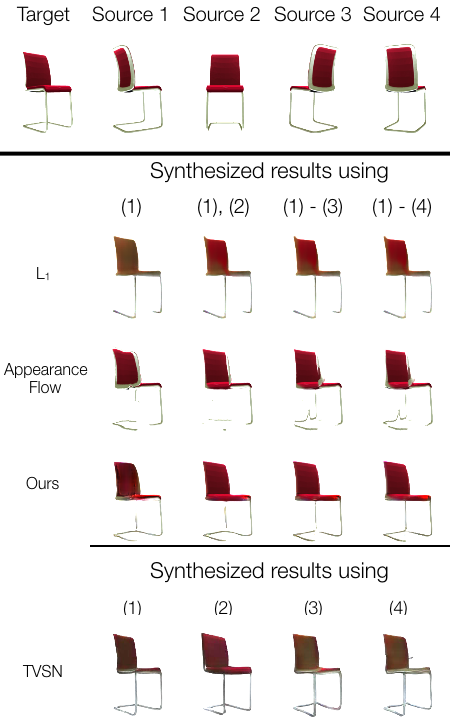 Target Source 1 Source 2 Source 3 Source 4
Synthesized results using
(1) (1), (2) (1) - (3) (1) - (4)
L₁
Appearance
Flow
Ours
Synthesized results using
(1) (2) (3) (4)
TVSN